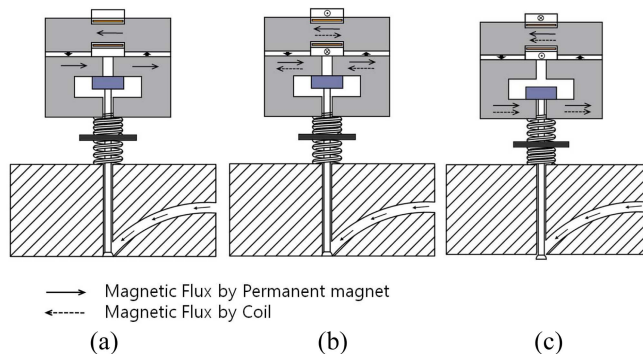 Magnetic Flux by Permanent magnet
Magnetic Flux by Coil
(a) (b) (c)